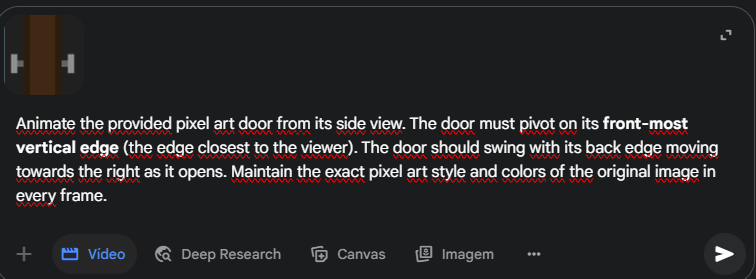 Animate the provided pixel art door from its side view. The door must pivot on its front-most
vertical edge (the edge closest to the viewer). The door should swing with its back edge moving
towards the right as it opens. Maintain the exact pixel art style and colors of the original image in
every frame.
Vídeo Deep Research Canvas Imagem